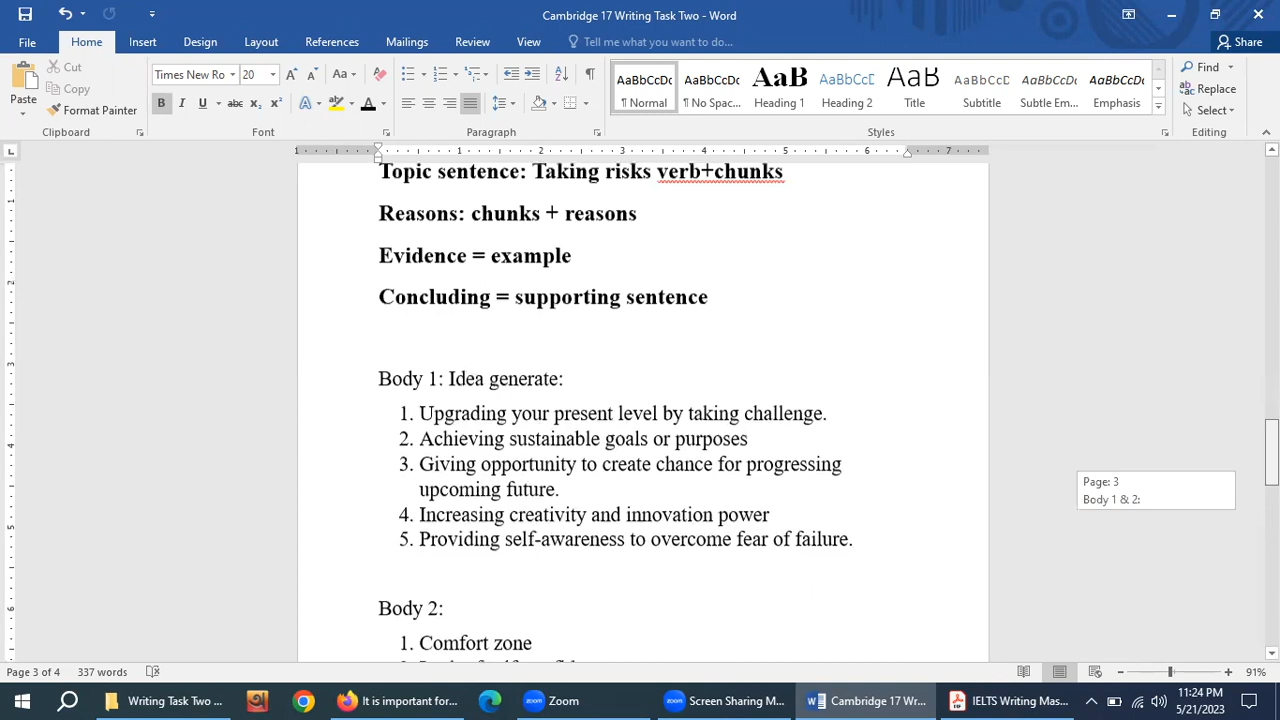 Cambridge 17 Writing Task Two - Word
File Home Insert Design Layout References Mailings Review View Tell me what you want to do... Share
Paste Cut Copy Format Painter
Times New Ro 20
AaBbCcDc AaBbCcDc AaB AaBbCcD AaB AaBbCcD AaBbCcDc AaBbCcDc
¶ Normal ¶ No Spac... Heading Heading 2 Title Subtitle Subtle Em... Emphasis
Find Replace Select
Clipboard Font Paragraph Styles Editing
Topic sentence: Taking risks verb+chunks
Reasons: chunks + reasons
Evidence = example
Concluding = supporting sentence
Body 1: Idea generate:
1. Upgrading your present level by taking challenge.
2. Achieving sustainable goals or purposes
3. Giving opportunity to create chance for progressing
upcoming future.
4. Increasing creativity and innovation power
5. Providing self-awareness to overcome fear of failure.
Body 2:
1. Comfort zone
Page: 3
Body 1 & 2:
Page 3 of 4 337 words 91%
Writing Task Two ... It is important for... Zoom Screen Sharing M... Cambridge 17 Wr... IELTS Writing Mas...
11:24 PM
5/21/2023